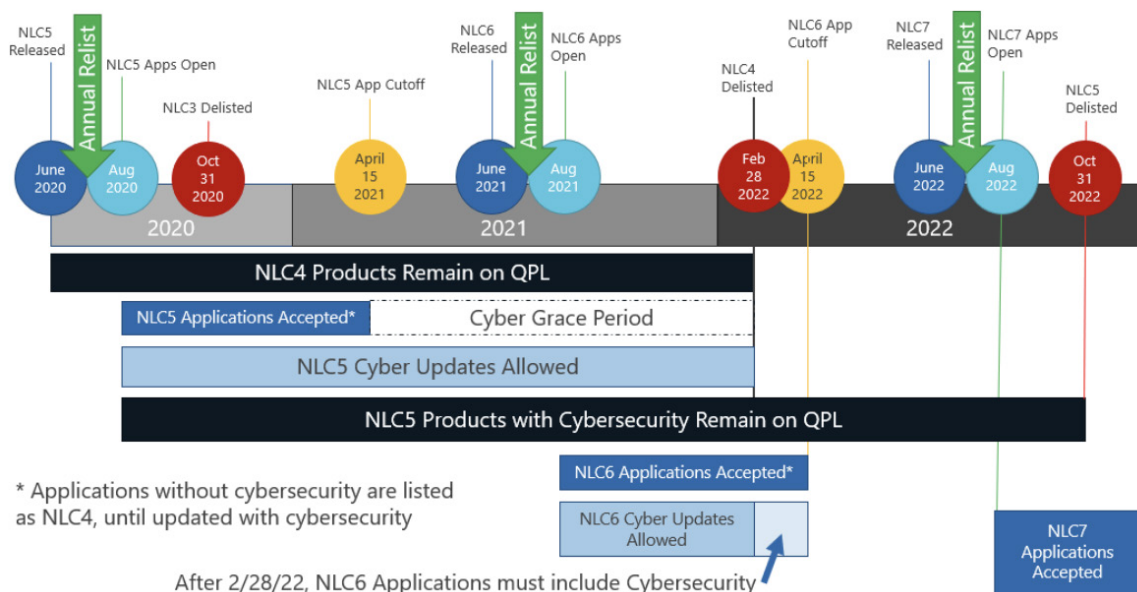 NLC5
Released
Annual Relist
NLC5 Apps Open
NLC3 Delisted
NLC5 App Cutoff
NLC6
Released
Annual Relist
NLC6 Apps
Open
NLC4
Delisted
NLC6 App
Cutoff
NLC7
Released
Annual Relist
NLC7 Apps
Open
NLC5
Delisted
June
2020
Aug
2020
Oct
31
2020
April
15
2021
June
2021
Aug
2021
Feb
28
2022
April
15
2022
June
2022
Aug
2022
Oct
31
2022
2020
2021
2022
NLC4 Products Remain on QPL
NLC5 Applications Accepted*
Cyber Grace Period
NLC5 Cyber Updates Allowed
NLC5 Products with Cybersecurity Remain on QPL
NLC6 Applications Accepted*
* Applications without cybersecurity are listed
as NLC4, until updated with cybersecurity
NLC6 Cyber Updates
Allowed
NLC7
Applications
Accepted
After 2/28/22, NLC6 Applications must include Cybersecurity